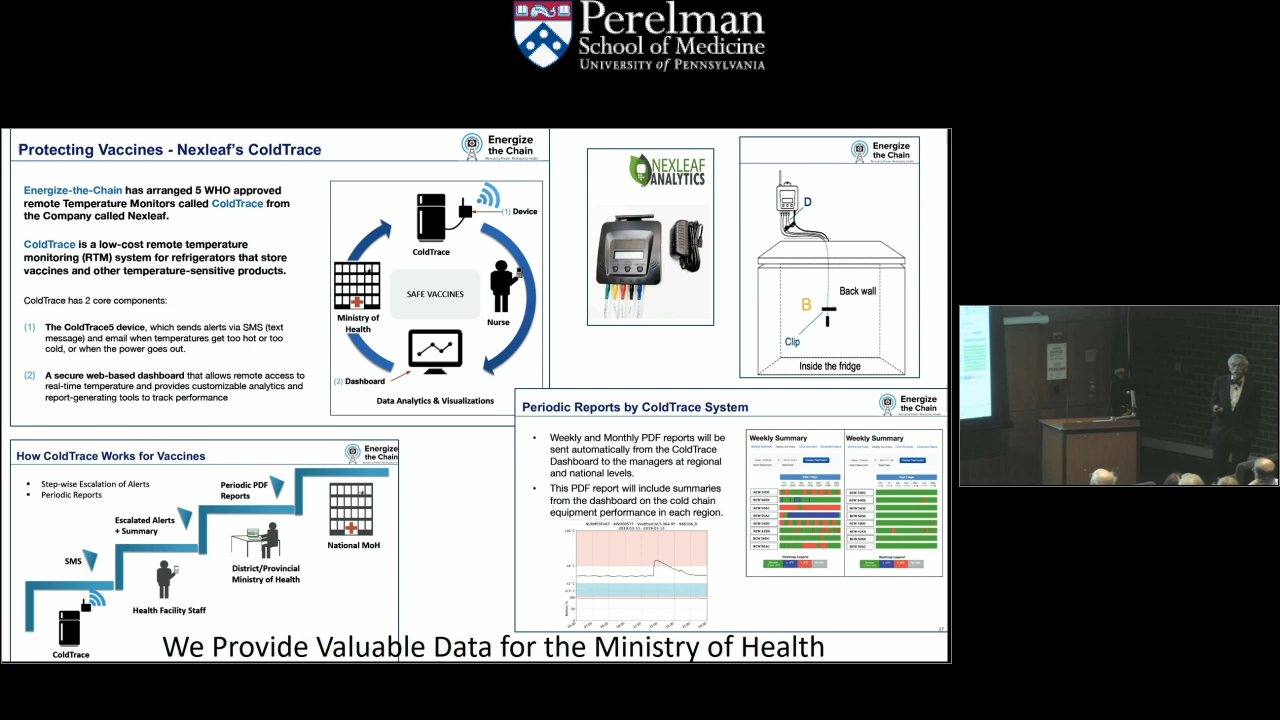 Perelman
School of Medicine
UNIVERSITY of PENNSYLVANIA
Protecting Vaccines - Nexleaf's ColdTrace
Energize
the Chain
Energize-the-Chain has arranged 5 WHO approved
remote Temperature Monitors called ColdTrace from
the Company called Nexleaf.
ColdTrace is a low-cost remote temperature
monitoring (RTM) system for refrigerators that store
vaccines and other temperature-sensitive products.
ColdTrace has 2 core components:
(1) The ColdTrace5 device, which sends alerts via SMS (text
message) and email when temperatures get too hot or too
cold, or when the power goes out.
(2) A secure web-based dashboard that allows remote access to
real-time temperature and provides customizable analytics and
report-generating tools to track performance
(1) Device
ColdTrace
SAFE VACCINES
Ministry of
Health
Nurse
(2) Dashboard
Data Analytics & Visualizations
NEXLEAF
ANALYTICS
Energize
the Chain
D
Back wall
B
Clip
Inside the fridge
How ColdTrace Works for Vaccines
Energize
the Chain
• Step-wise Escalation of Alerts
• Periodic Reports
Periodic PDF
Reports
Escalated Alerts
+ Summary
SMS
National MoH
District/Provincial
Ministry of Health
Health Facility Staff
ColdTrace
Periodic Reports by ColdTrace System
Energize
the Chain
• Weekly and Monthly PDF reports will be
sent automatically from the ColdTrace
Dashboard to the managers at regional
and national levels.
• This PDF report will include summaries
from the dashboard on the cold chain
equipment performance in each region.
Weekly Summary
Weekly Summary
37
We Provide Valuable Data for the Ministry of Health